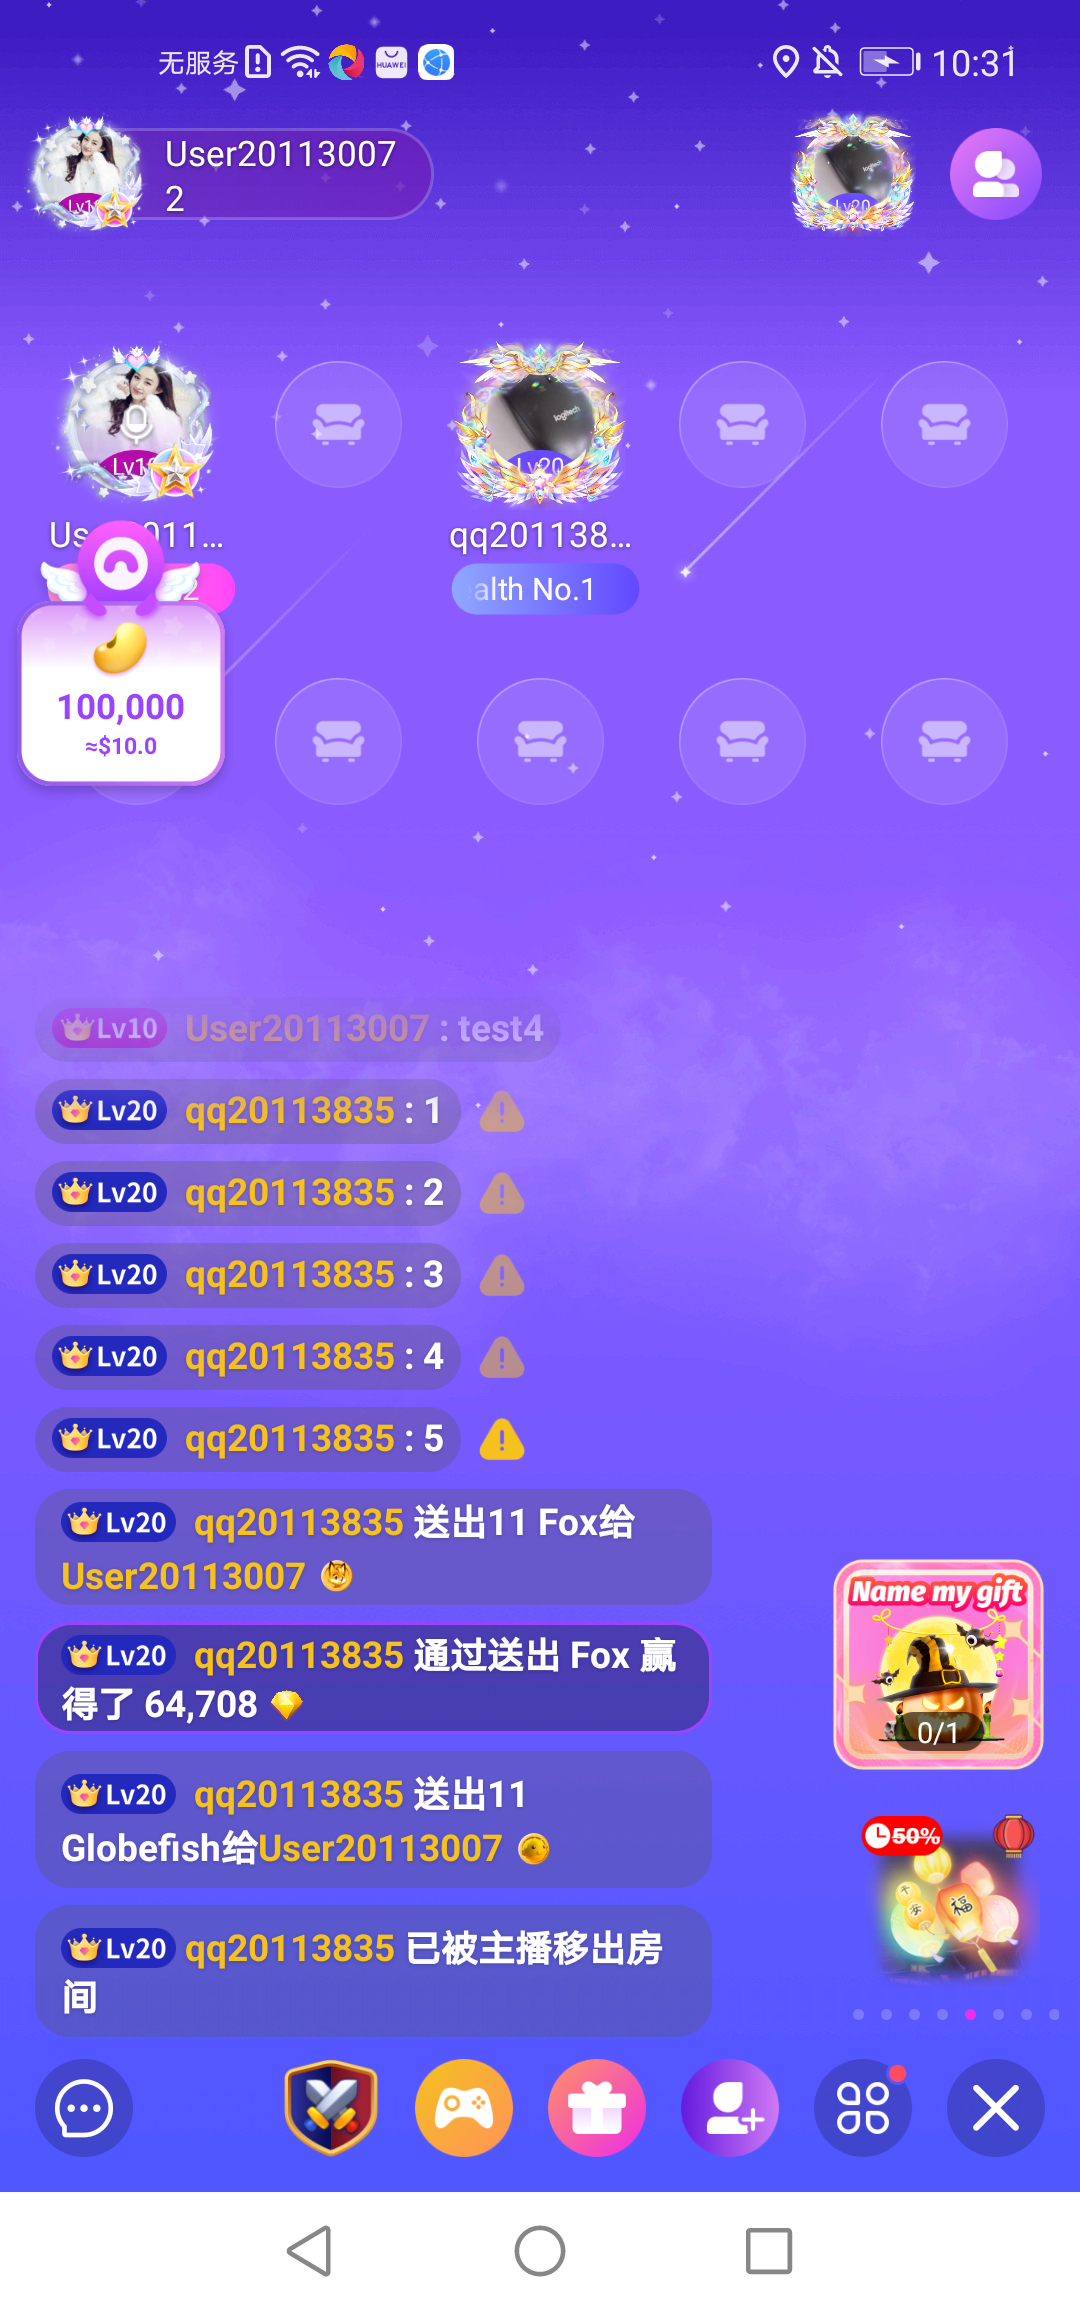 无服务
HUAWEI
10:31
User20113007
2
Lv20
logitech
Lv20
qq201138...
alth No.1
100,000
≈$10.0
Lv10 User20113007 : test4
Lv20 qq20113835 : 1
Lv20 qq20113835 : 2
Lv20 qq20113835 : 3
Lv20 qq20113835 : 4
Lv20 qq20113835 : 5
Lv20 qq20113835 送出11 Fox给
User20113007
Lv20 qq20113835 通过送出 Fox 赢
得了 64,708
Lv20 qq20113835 送出11
Globefish给User20113007
Lv20 qq20113835 已被主播移出房
间
Name my gift
0/1
50%
福